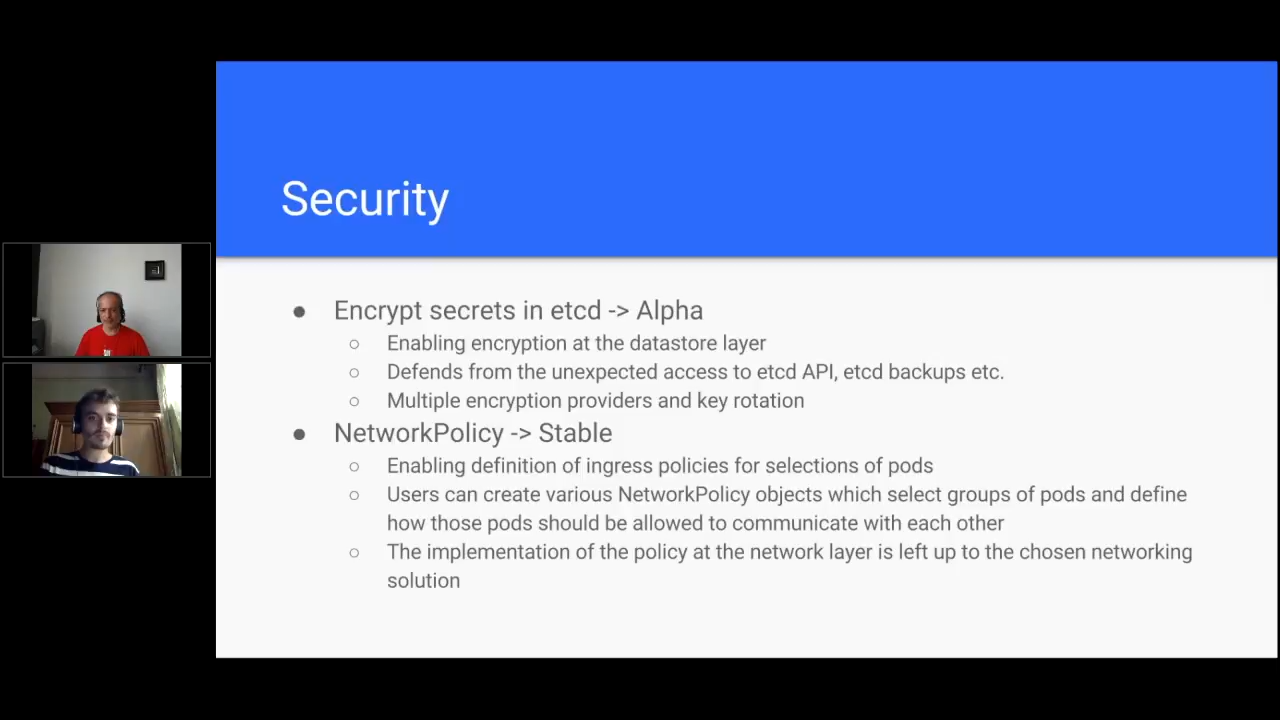 Security
● Encrypt secrets in etcd -> Alpha
○ Enabling encryption at the datastore layer
○ Defends from the unexpected access to etcd API, etcd backups etc.
○ Multiple encryption providers and key rotation
● NetworkPolicy -> Stable
○ Enabling definition of ingress policies for selections of pods
○ Users can create various NetworkPolicy objects which select groups of pods and define
how those pods should be allowed to communicate with each other
○ The implementation of the policy at the network layer is left up to the chosen networking
solution